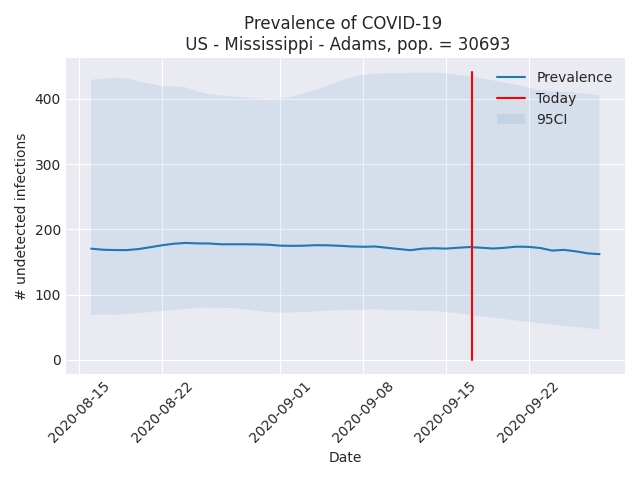 Prevalence of COVID-19
US - Mississippi - Adams, pop. = 30693
Prevalence
Today
95CI
400
300
200
100
0
# undetected infections
2020-08-15
2020-08-22
2020-09-01
2020-09-08
2020-09-15
2020-09-22
Date